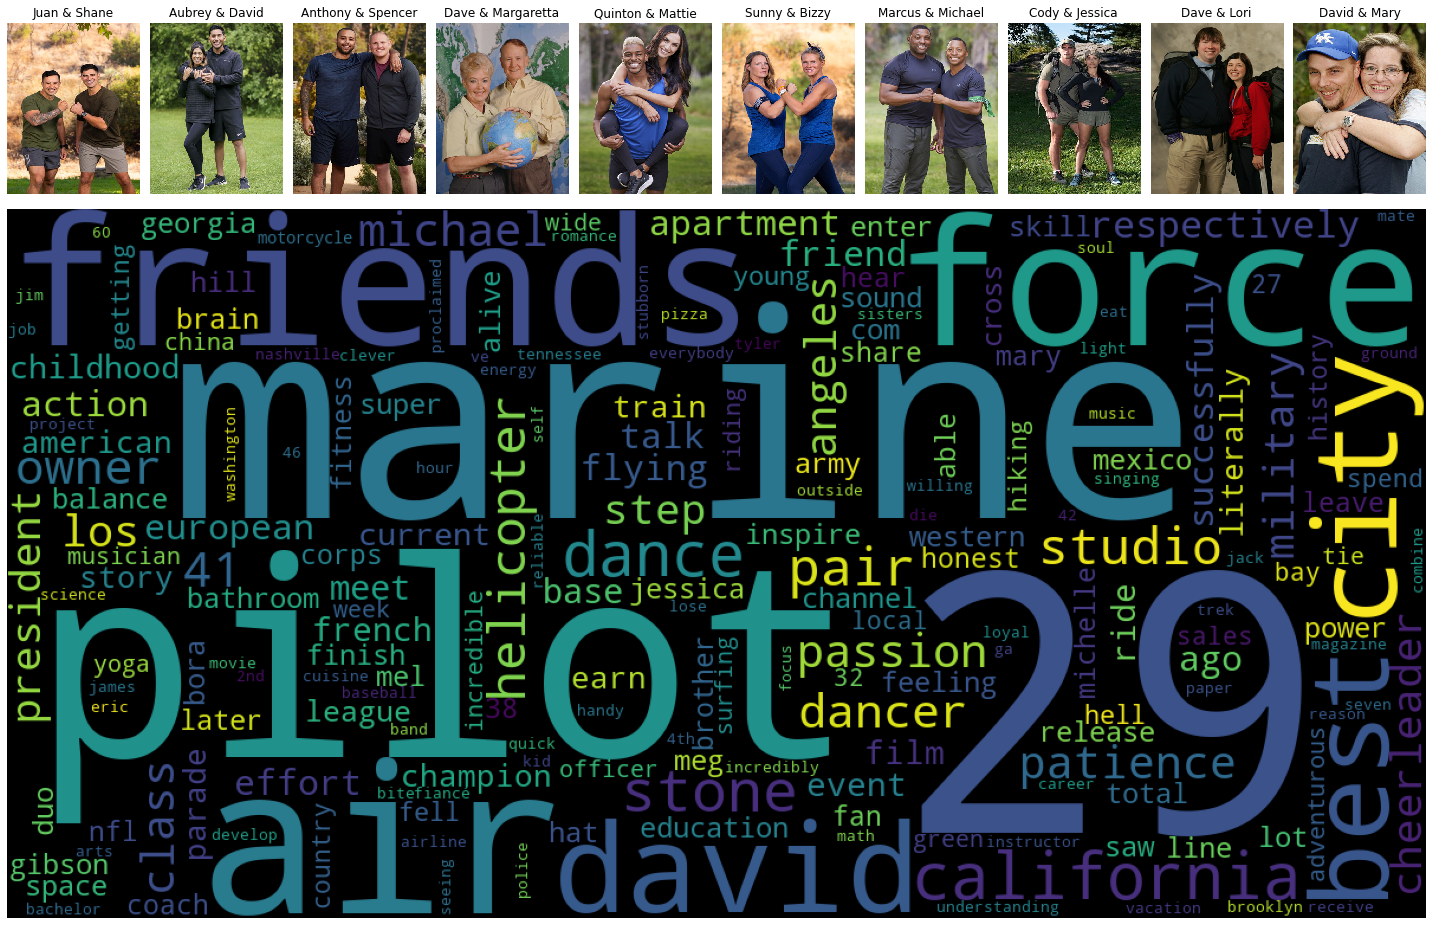 Juan & Shane
Aubrey & David
Anthony & Spencer
Dave & Margaretta
Quinton & Mattie
Sunny & Bizzy
Marcus & Michael
Cody & Jessica
Dave & Lori
David & Mary
friends
force
marine
pilot
29
air
david
city
best
california
stone
georgia
60
motorcycle
michael
wide
romance
apartment
enter
friend
skill
respectively
mate
soul
getting
hill
jim
job
brain
china
proclaimed
alive
stubborn
young
hear
sound
sisters
com
share
pizza
angeles
cross
27
eat
light
mary
successfully
military
history
ground
nashville
clever
ve
energy
tennessee
everybody
tyler
childhood
action
project
american
owner
balance
washington
46
fitness
super
hour
self
train
talk
flying
riding
army
outside
able
willing
hiking
music
mexico
singing
literally
leave
spend
president
los
european
musician
story
41
corps
current
helicopter
step
dance
inspire
pair
die
42
western
honest
studio
jack
tie
bay
combine
science
bathroom
meet
week
base
reliable
jessica
lose
channel
local
french
finish
incredible
yoga
james
eric
bora
movie
2nd
cuisine
baseball
mel
league
38
earn
handy
brother
surfing
focus
passion
32
feeling
loyal
ga
michelle
ride
trek
sales
ago
paper
power
magazine
seven
reason
receive
cheerleader
later
band
quick
kid
4th
meg
incredibly
dancer
hell
release
film
patience
career
total
adventurous
duo
class
parade
effort
champion
bitefiance
officer
event
fan
math
nfl
arts
gibson
space
bachelor
coach
develop
country
fell
airline
seeing
police
hat
education
green
instructor
saw
line
lot
understanding
vacation
brooklyn